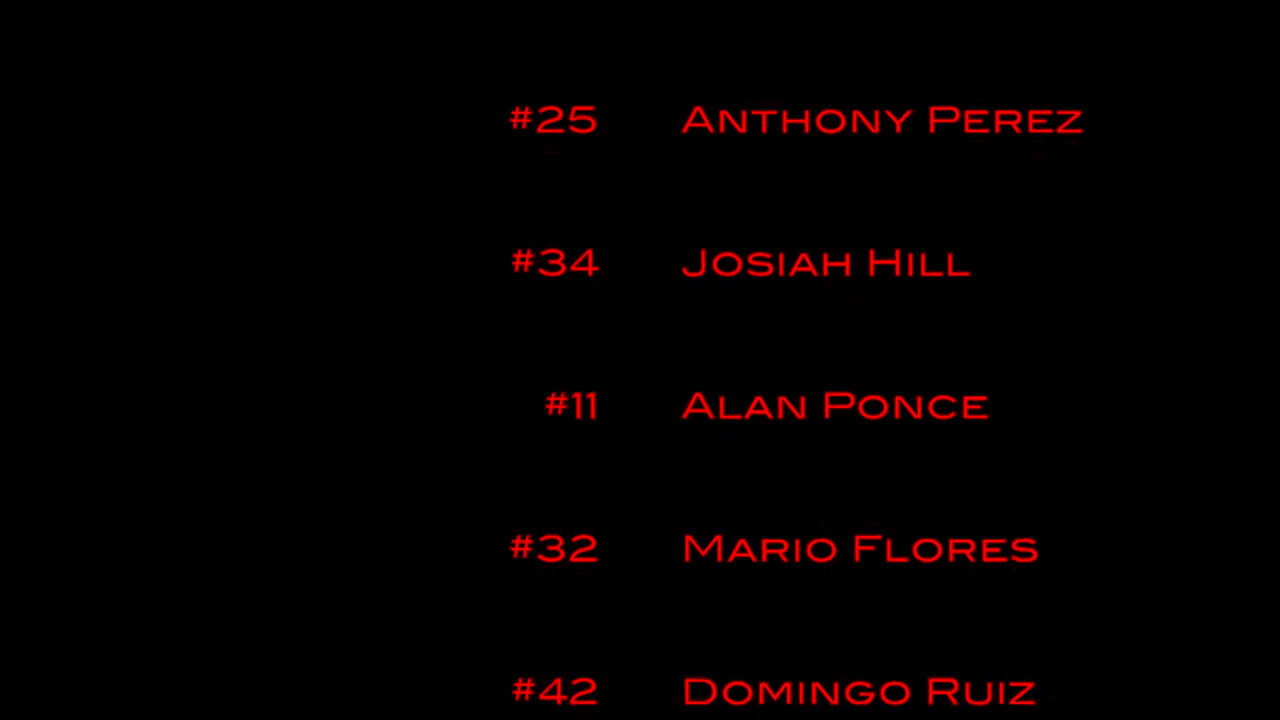 #25 Anthony Perez
#34 Josiah Hill
#11 Alan Ponce
#32 Mario Flores
#42 Domingo Ruiz